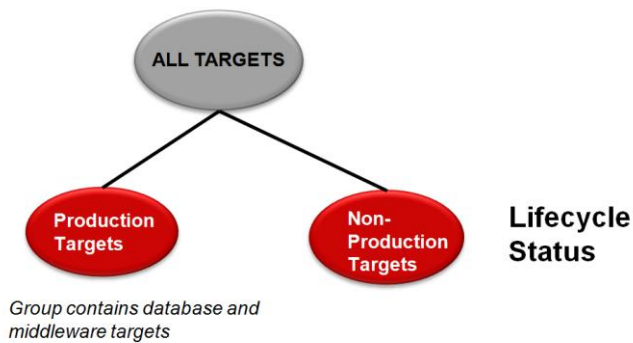 ALL TARGETS
Production
Targets
Non-
Production
Targets
Lifecycle
Status
Group contains database and
middleware targets